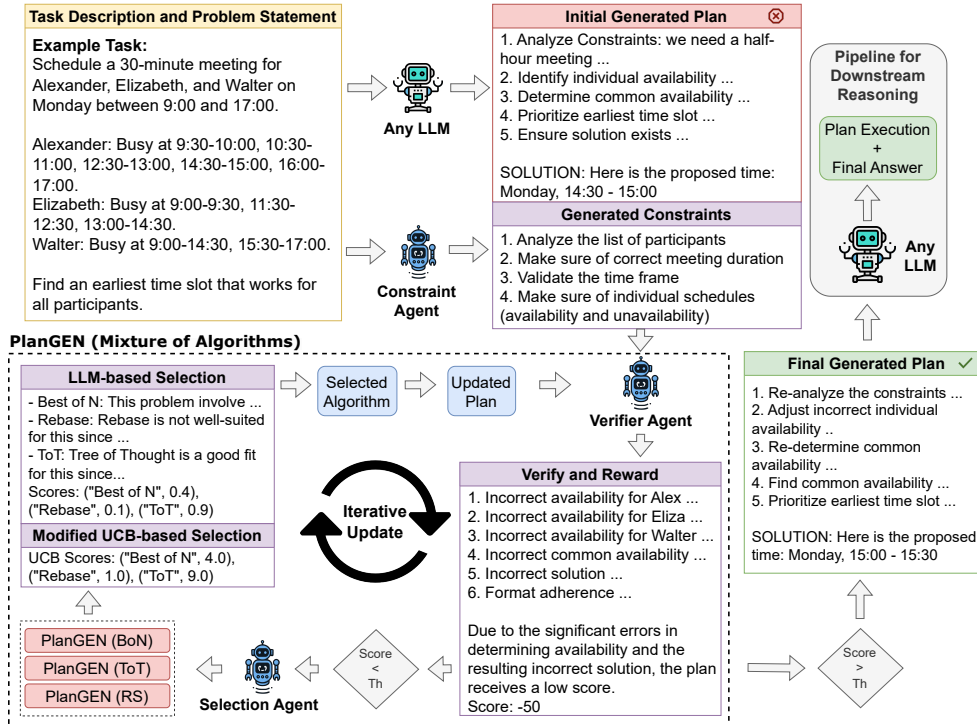 Task Description and Problem Statement
Example Task:
Schedule a 30-minute meeting for
Alexander, Elizabeth, and Walter on
Monday between 9:00 and 17:00.
Alexander: Busy at 9:30-10:00, 10:30-
11:00, 12:30-13:00, 14:30-15:00, 16:00-
17:00.
Elizabeth: Busy at 9:00-9:30, 11:30-
12:30, 13:00-14:30.
Walter: Busy at 9:00-14:30, 15:30-17:00.
Find an earliest time slot that works for
all participants.
Any LLM
Constraint
Agent
Initial Generated Plan
1. Analyze Constraints: we need a half-
hour meeting ...
2. Identify individual availability ...
3. Determine common availability ...
4. Prioritize earliest time slot ...
5. Ensure solution exists ...
SOLUTION: Here is the proposed time:
Monday, 14:30 - 15:00
Generated Constraints
1. Analyze the list of participants
2. Make sure of correct meeting duration
3. Validate the time frame
4. Make sure of individual schedules
(availability and unavailability)
Pipeline for
Downstream
Reasoning
Plan Execution
+
Final Answer
Any
LLM
PlanGEN (Mixture of Algorithms)
LLM-based Selection
- Best of N: This problem involve ...
- Rebase: Rebase is not well-suited
for this since ...
- ToT: Tree of Thought is a good fit
for this since...
Scores: ("Best of N", 0.4),
("Rebase", 0.1), ("ToT", 0.9)
Modified UCB-based Selection
UCB Scores: ("Best of N", 4.0),
("Rebase", 1.0), ("ToT", 9.0)
Selected
Algorithm
Updated
Plan
Verifier Agent
Iterative
Update
Verify and Reward
1. Incorrect availability for Alex ...
2. Incorrect availability for Eliza ...
3. Incorrect availability for Walter ...
4. Incorrect common availability ...
5. Incorrect solution ...
6. Format adherence ...
Due to the significant errors in
determining availability and the
resulting incorrect solution, the plan
receives a low score.
Score: -50
Final Generated Plan
1. Re-analyze the constraints ...
2. Adjust incorrect individual
availability ..
3. Re-determine common
availability ...
4. Find common availability ...
5. Prioritize earliest time slot ...
SOLUTION: Here is the proposed
time: Monday, 15:00 - 15:30
PlanGEN (BoN)
PlanGEN (ToT)
PlanGEN (RS)
Selection Agent
Score
<
Th
Score
>
Th